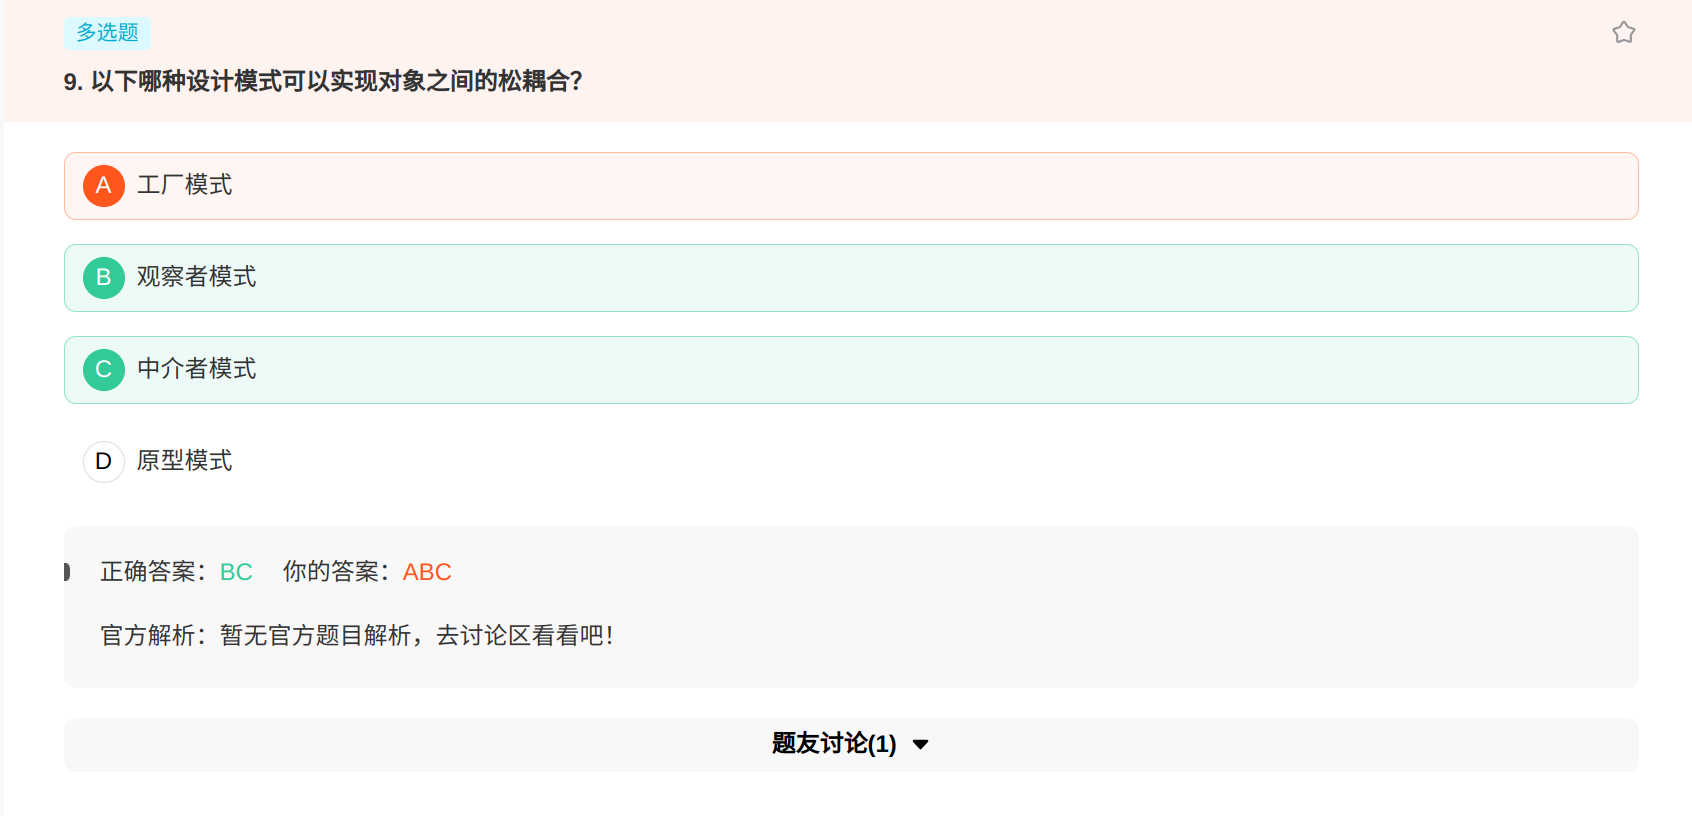 多选题
9. 以下哪种设计模式可以实现对象之间的松耦合？
A 工厂模式
B 观察者模式
C 中介者模式
D 原型模式
正确答案：BC 你的答案：ABC
官方解析：暂无官方题目解析，去讨论区看看吧！
题友讨论(1)